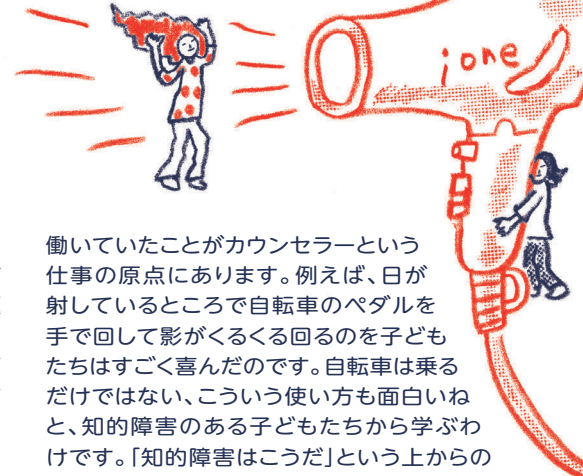 ione
働いていたことがカウンセラーという
仕事の原点にあります。例えば、日が
射しているところで自転車のペダルを
手で回して影がくるくる回るのを子ども
たちはすごく喜んだのです。自転車は乗る
だけではない、こういう使い方も面白いね
と、知的障害のある子どもたちから学ぶわ
けです。「知的障害はこうだ」という上からの